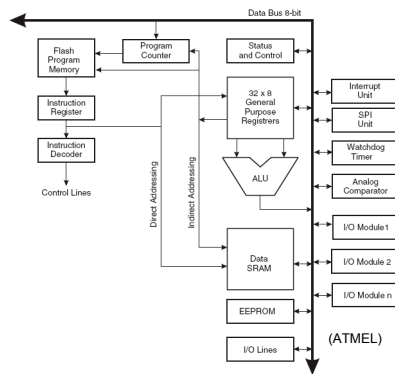 Data Bus 8-bit
Flash
Program
Memory
Program
Counter
Status
and Control
Instruction
Register
32 x 8
General
Purpose
Registrers
Interrupt
Unit
SPI
Unit
Instruction
Decoder
Watchdog
Timer
Direct Addressing
Indirect Addressing
ALU
Analog
Comparator
Control Lines
I/O Module1
Data
SRAM
I/O Module 2
I/O Module n
EEPROM
(ATMEL)
I/O Lines